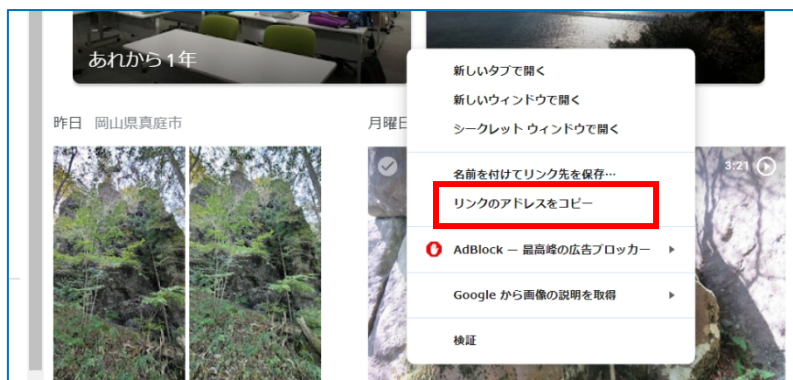 あれから1年
昨日 岡山県真庭市
月曜日
3:21
新しいタブで開く
新しいウィンドウで開く
シークレット ウィンドウで開く
名前を付けてリンク先を保存…
リンクのアドレスをコピー
AdBlock — 最高峰の広告ブロッカー
Google から画像の説明を取得
検証